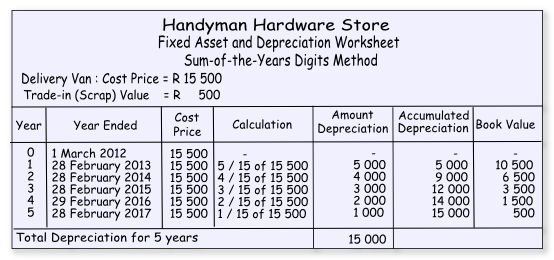 Handyman Hardware Store
Fixed Asset and Depreciation Worksheet
Sum-of-the-Years Digits Method
Delivery Van : Cost Price = R 15 500
Trade-in (Scrap) Value = R 500
Year Year Ended Cost Price Calculation Amount Depreciation Accumulated Depreciation Book Value
0 1 March 2012 15 500 - - - -
1 28 February 2013 15 500 5 / 15 of 15 500 5 000 5 000 10 500
2 28 February 2014 15 500 4 / 15 of 15 500 4 000 9 000 6 500
3 28 February 2015 15 500 3 / 15 of 15 500 3 000 12 000 3 500
4 29 February 2016 15 500 2 / 15 of 15 500 2 000 14 000 1 500
5 28 February 2017 15 500 1 / 15 of 15 500 1 000 15 000 500
Total Depreciation for 5 years 15 000